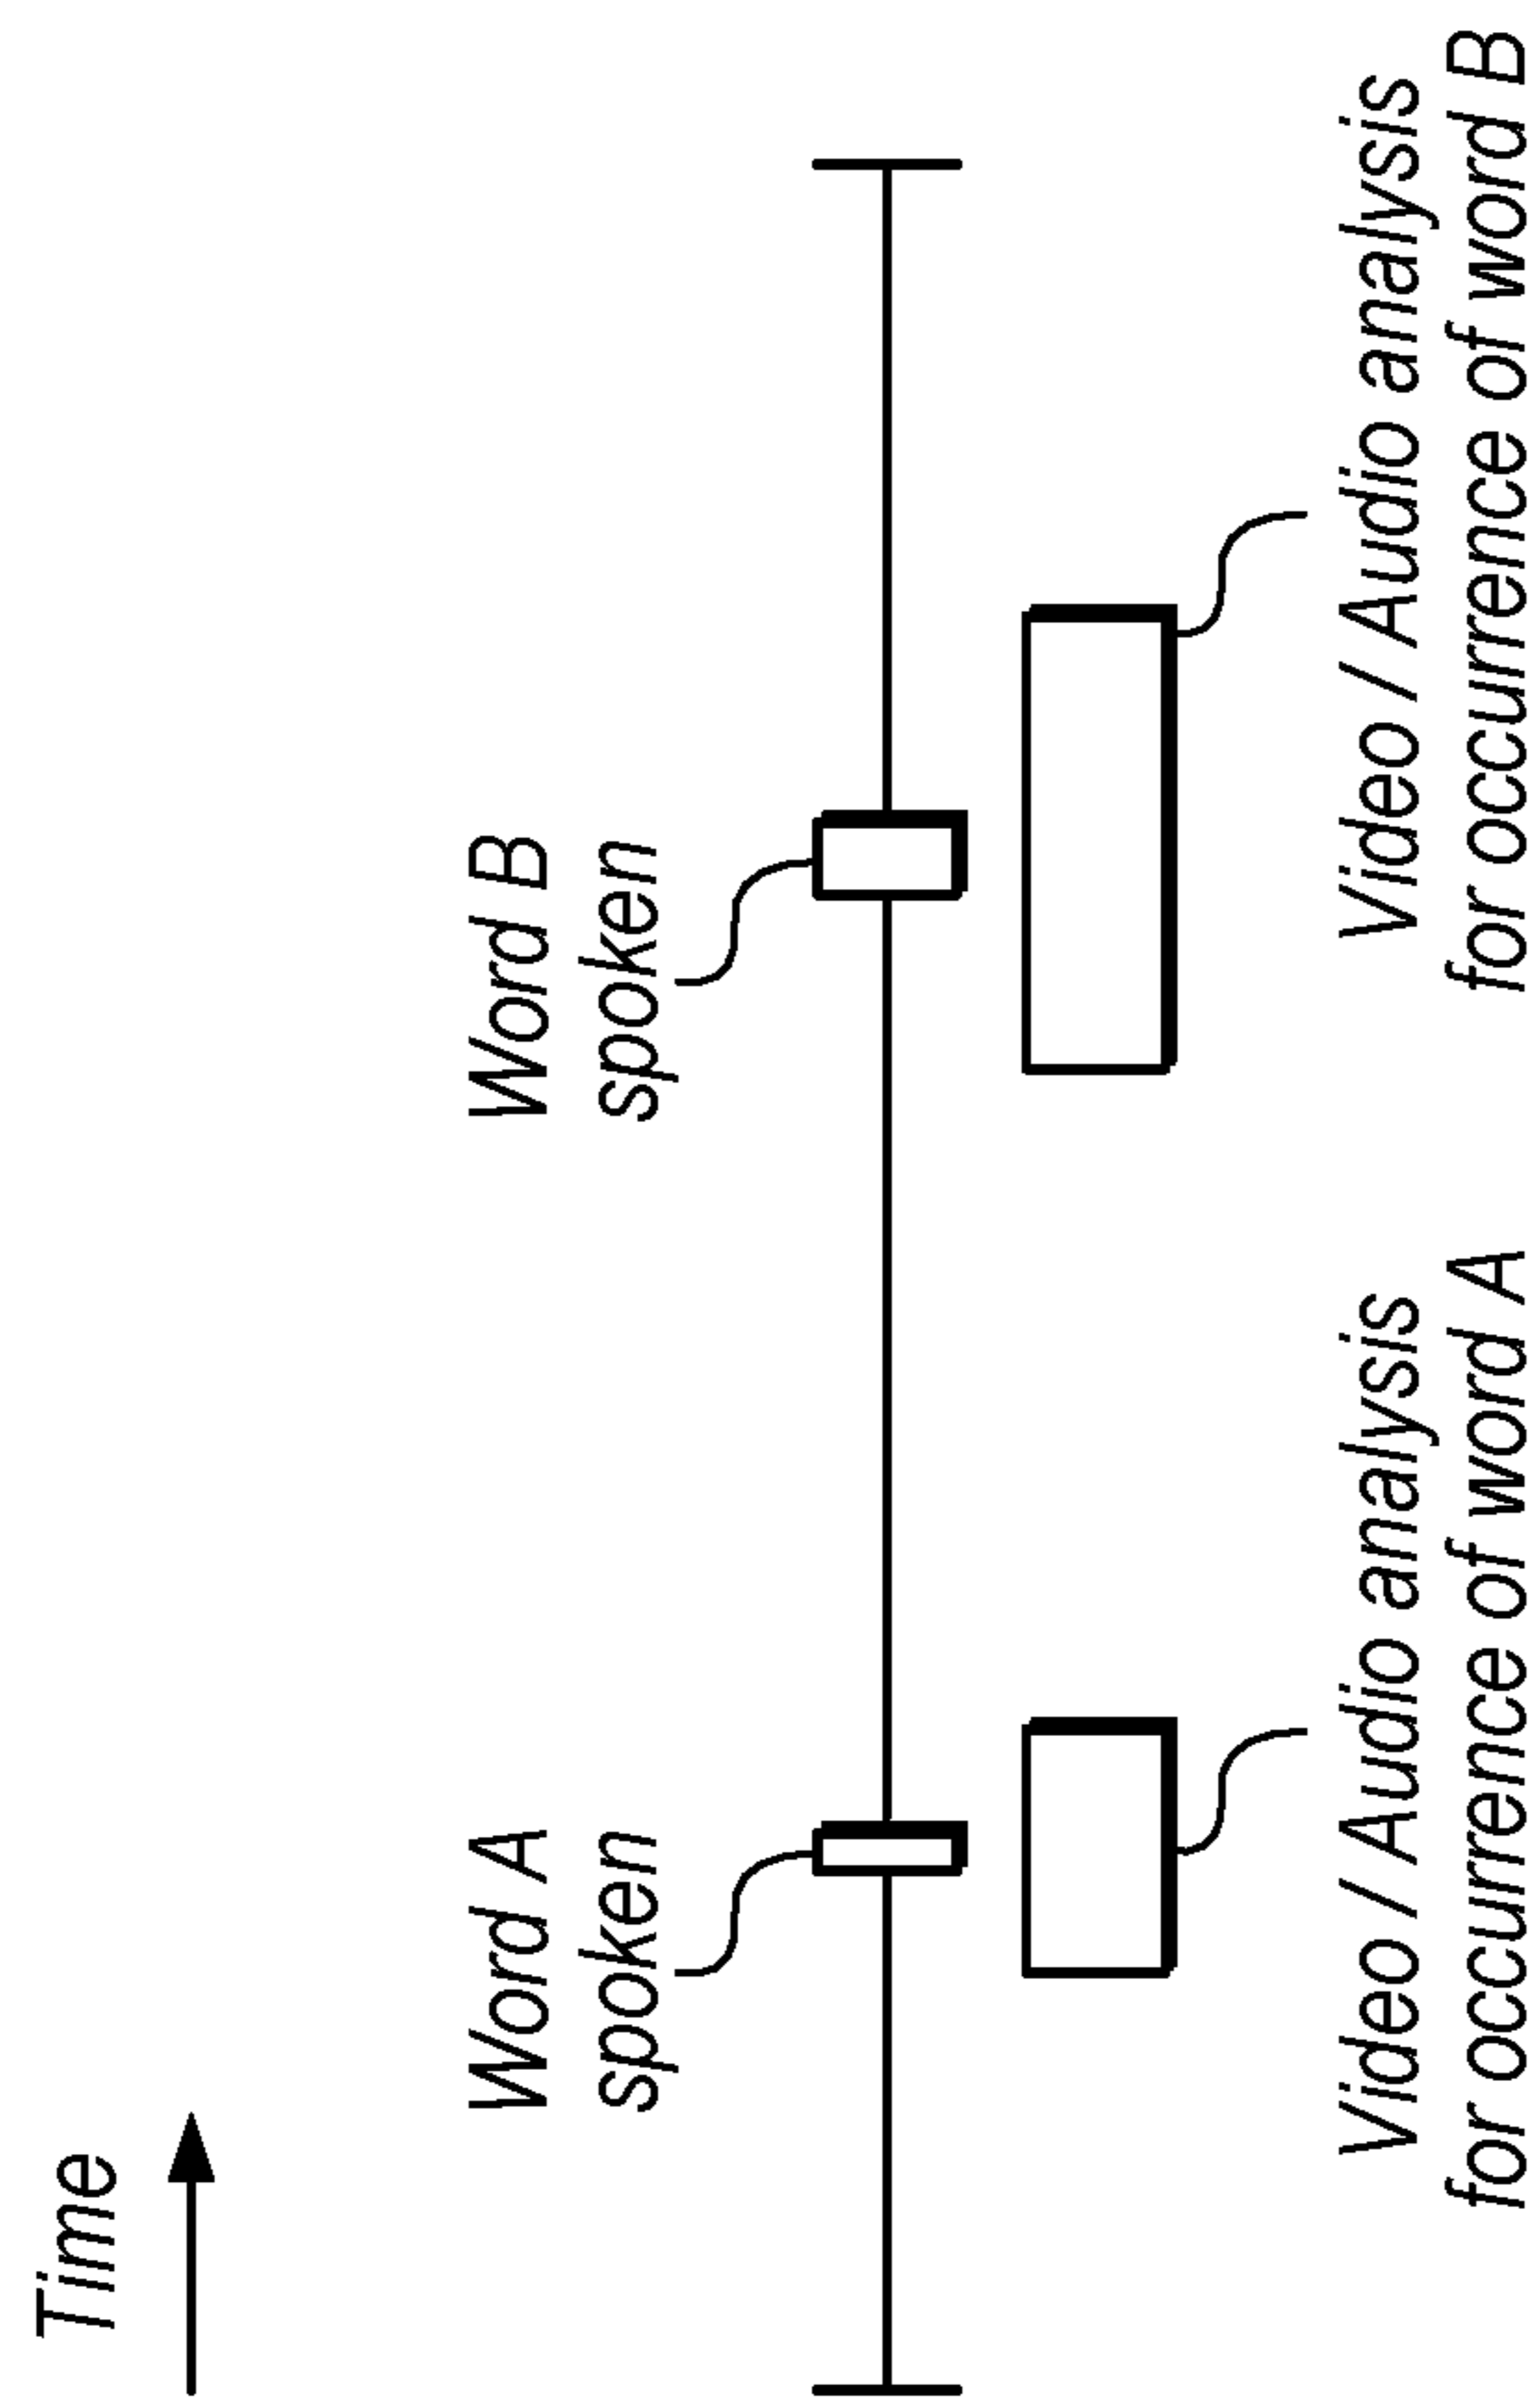 Time
Word A
spoken
Word B
spoken
Video / Audio analysis
for occurrence of word A
Video / Audio analysis
for occurrence of word B